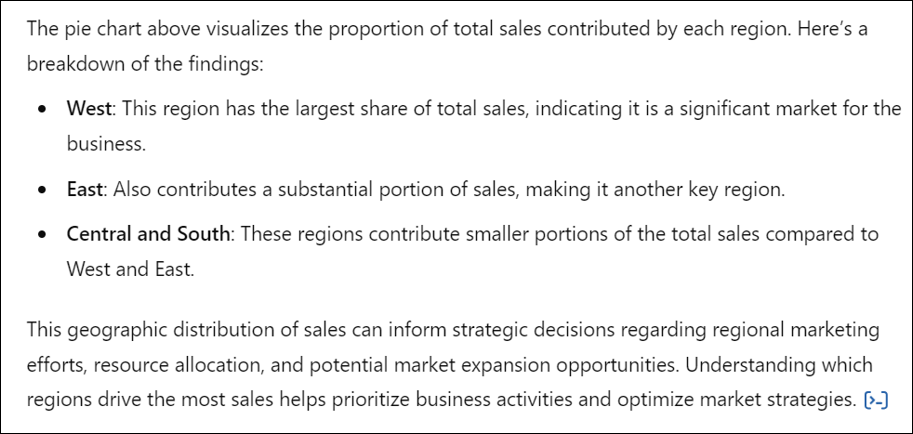 The pie chart above visualizes the proportion of total sales contributed by each region. Here's a
breakdown of the findings:
• West: This region has the largest share of total sales, indicating it is a significant market for the
business.
• East: Also contributes a substantial portion of sales, making it another key region.
• Central and South: These regions contribute smaller portions of the total sales compared to
West and East.
This geographic distribution of sales can inform strategic decisions regarding regional marketing
efforts, resource allocation, and potential market expansion opportunities. Understanding which
regions drive the most sales helps prioritize business activities and optimize market strategies. [>-]